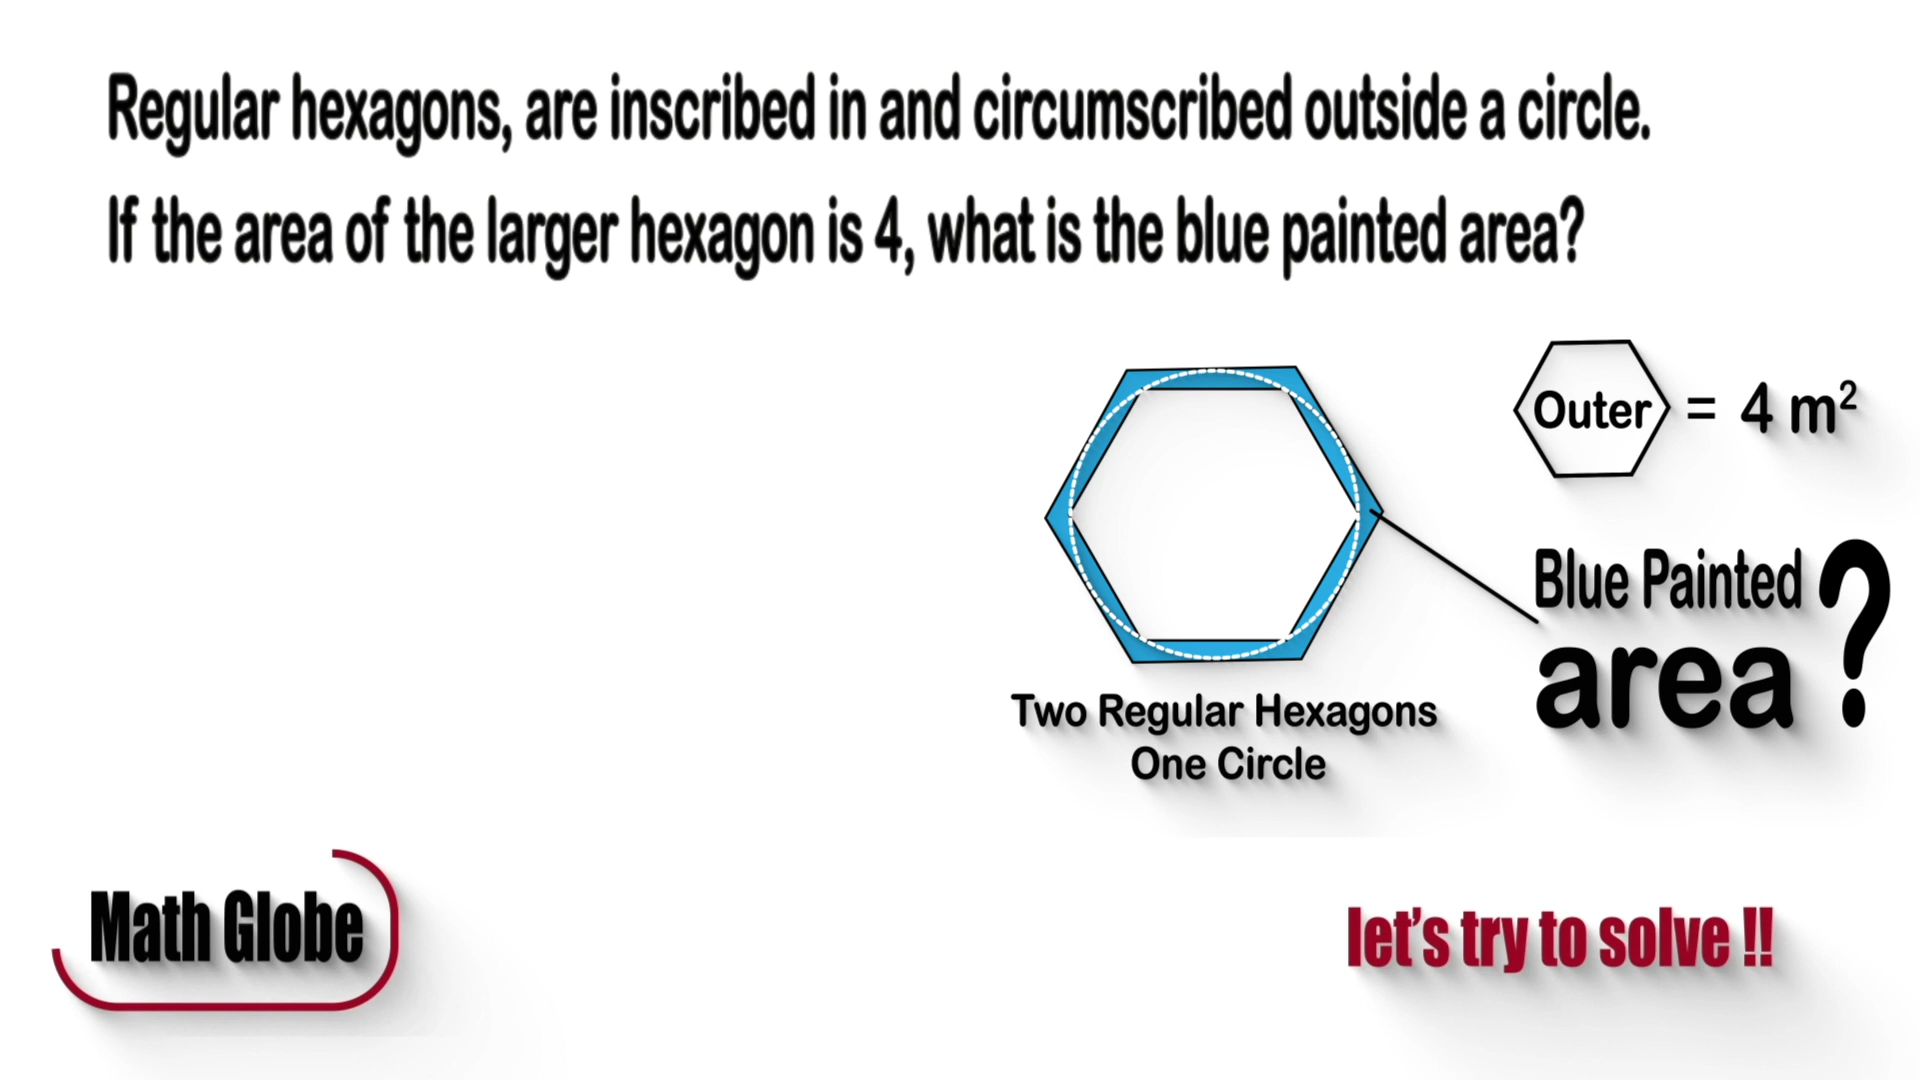 Regular hexagons, are inscribed in and circumscribed outside a circle.
If the area of the larger hexagon is 4, what is the blue painted area?
Outer = 4 m²
Blue Painted
area ?
Two Regular Hexagons
One Circle
Math Globe
let's try to solve !!